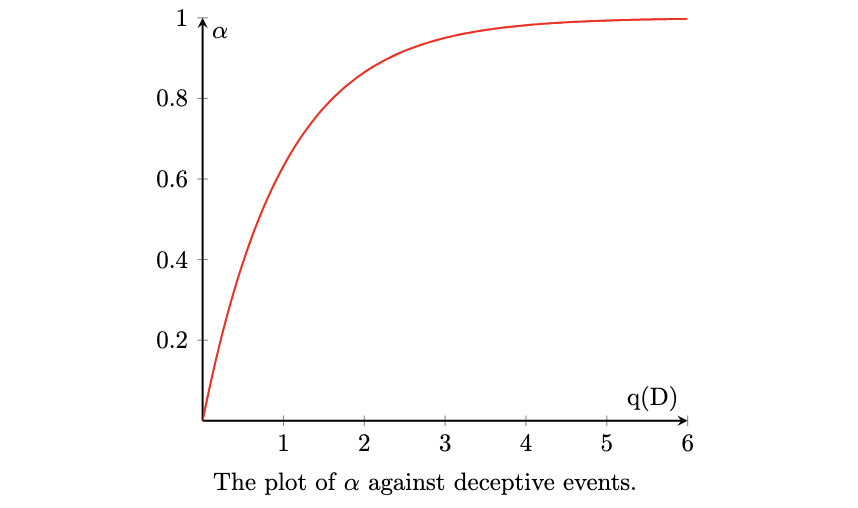 1
α
0.8
0.6
0.4
0.2
q(D)
1 2 3 4 5 6
The plot of α against deceptive events.